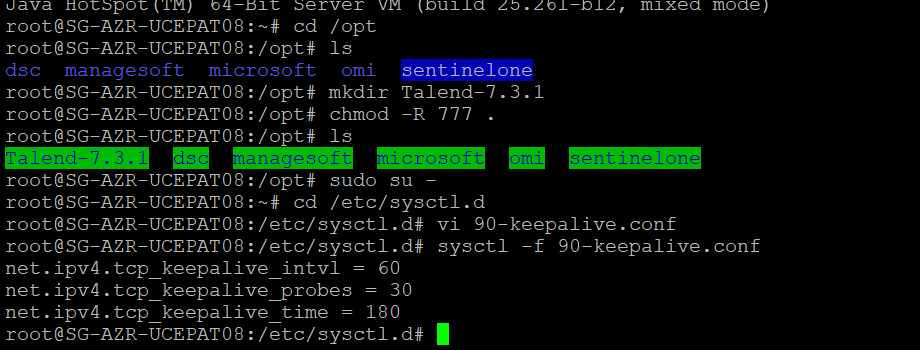 Java HotSpot(TM) 64-Bit Server VM (build 25.261-b12, mixed mode)
root@SG-AZR-UCEPAT08:~# cd /opt
root@SG-AZR-UCEPAT08:/opt# ls
dsc  managesoft  microsoft  omi  sentinelone
root@SG-AZR-UCEPAT08:/opt# mkdir Talend-7.3.1
root@SG-AZR-UCEPAT08:/opt# chmod -R 777 .
root@SG-AZR-UCEPAT08:/opt# ls
Talend-7.3.1  dsc  managesoft  microsoft  omi  sentinelone
root@SG-AZR-UCEPAT08:/opt# sudo su -
root@SG-AZR-UCEPAT08:~# cd /etc/sysctl.d
root@SG-AZR-UCEPAT08:/etc/sysctl.d# vi 90-keepalive.conf
root@SG-AZR-UCEPAT08:/etc/sysctl.d# sysctl -f 90-keepalive.conf
net.ipv4.tcp_keepalive_intvl = 60
net.ipv4.tcp_keepalive_probes = 30
net.ipv4.tcp_keepalive_time = 180
root@SG-AZR-UCEPAT08:/etc/sysctl.d#